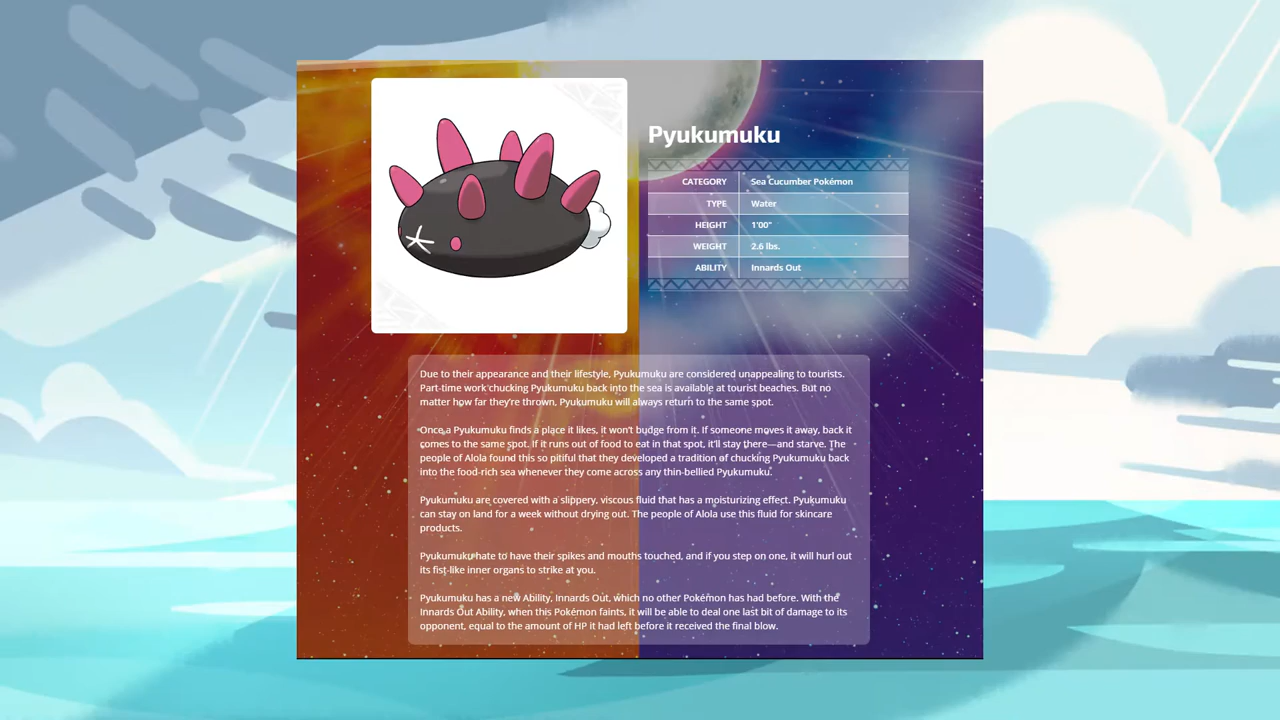 Pyukumuku
CATEGORY Sea Cucumber Pokémon
TYPE Water
HEIGHT 1'00"
WEIGHT 2.6 lbs.
ABILITY Innards Out
Due to their appearance and their lifestyle, Pyukumuku are considered unappealing to tourists.
Part-time work chucking Pyukumuku back into the sea is available at tourist beaches. But no
matter how far they're thrown, Pyukumuku will always return to the same spot.
Once a Pyukumuku finds a place it likes, it won't budge from it. If someone moves it away, back it
comes to the same spot. If it runs out of food to eat in that spot, it'll stay there—and starve. The
people of Alola found this so pitiful that they developed a tradition of chucking Pyukumuku back
into the food-rich sea whenever they come across any thin-bellied Pyukumuku.
Pyukumuku are covered with a slippery, viscous fluid that has a moisturizing effect. Pyukumuku
can stay on land for a week without drying out. The people of Alola use this fluid for skincare
products.
Pyukumuku hate to have their spikes and mouths touched, and if you step on one, it will hurl out
its fist-like inner organs to strike at you.
Pyukumuku has a new Ability, Innards Out, which no other Pokémon has had before. With the
Innards Out Ability, when this Pokémon faints, it will be able to deal one last bit of damage to its
opponent, equal to the amount of HP it had left before it received the final blow.